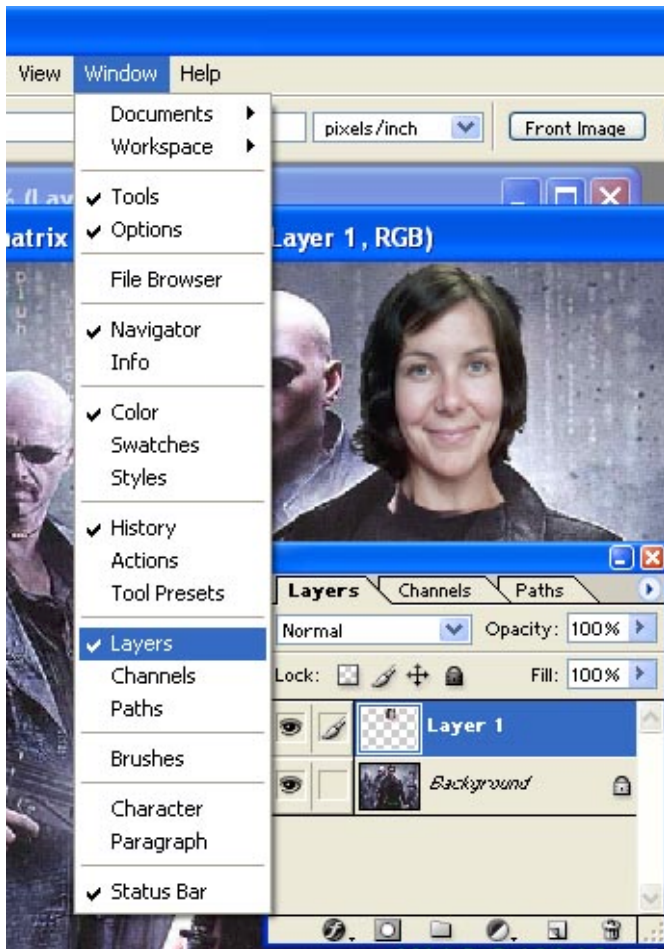 View Window Help
Documents
Workspace
pixels/inch
Front Image
Tools
Options
atrix
Layer 1, RGB)
File Browser
Navigator
Info
Color
Swatches
Styles
History
Actions
Tool Presets
Layers
Channels
Paths
Brushes
Character
Paragraph
Status Bar
Layers Channels Paths
Normal Opacity: 100%
Lock: Fill: 100%
Layer 1
Background